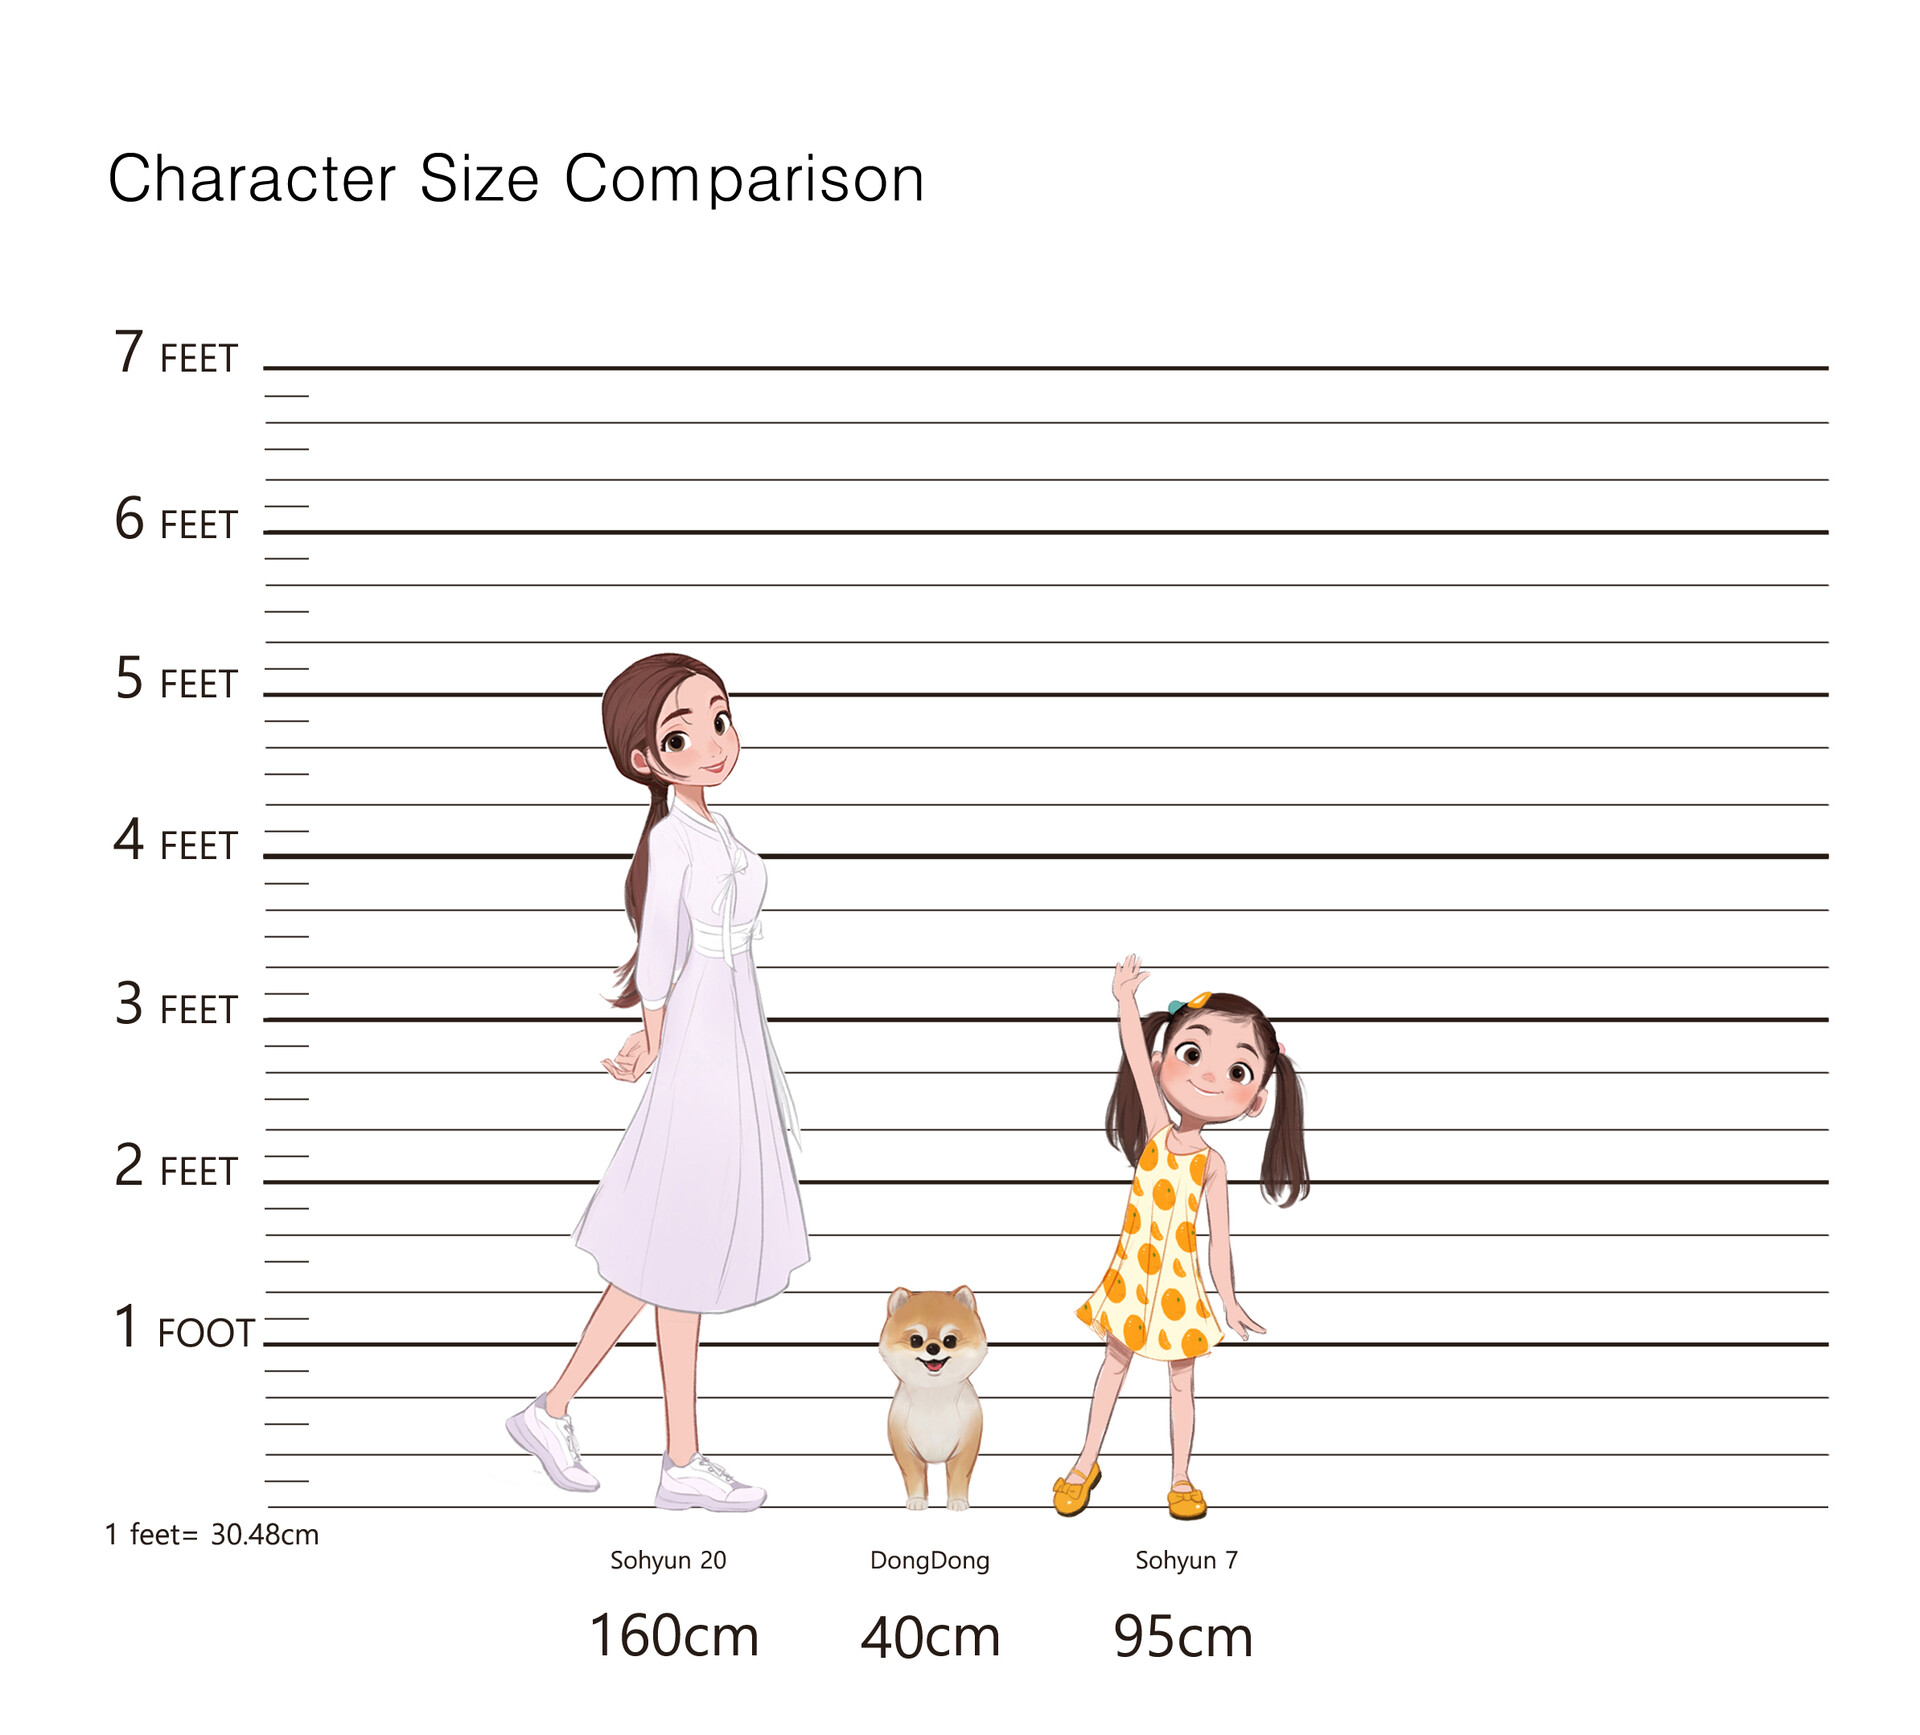 Character Size Comparison
7 FEET
6 FEET
5 FEET
4 FEET
3 FEET
2 FEET
1 FOOT
1 feet= 30.48cm
Sohyun 20
DongDong
Sohyun 7
160cm
40cm
95cm